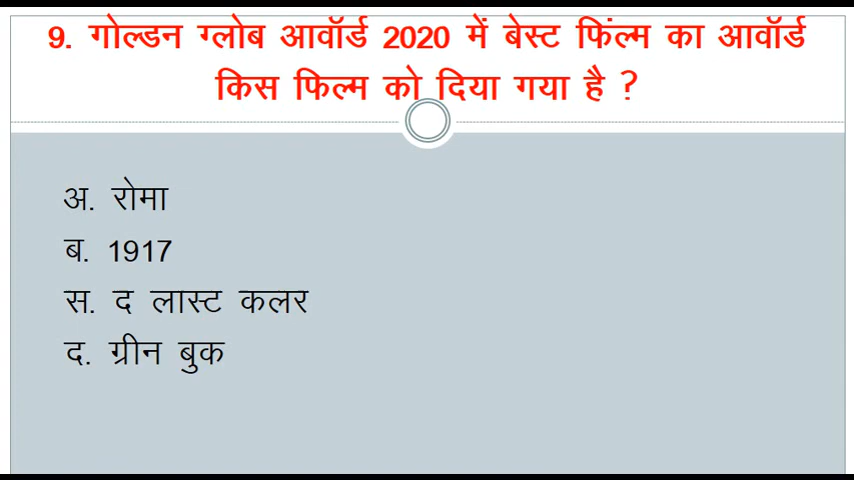 9. गोल्डन ग्लोब आवॉर्ड 2020 में बेस्ट फिंल्म का आवॉर्ड
किस फिल्म को दिया गया है ?
अ. रोमा
ब. 1917
स. द लास्ट कलर
द. ग्रीन बुक